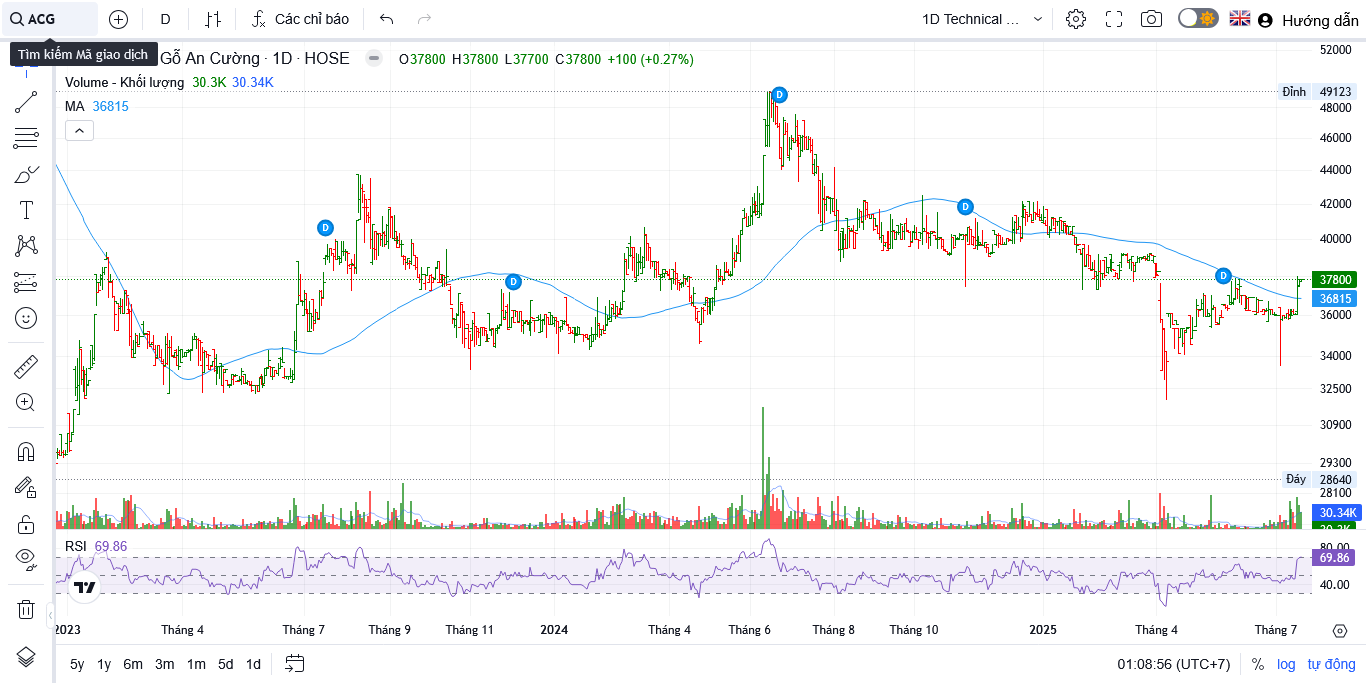 ACG
D
Các chỉ báo
1D Technical ...
Hướng dẫn
Tìm kiếm Mã giao dịch
Gỗ An Cường · 1D · HOSE
O37800 H37800 L37700 C37800 +100 (+0.27%)
Volume - Khối lượng 30.3K 30.34K
MA 36815
52000
Đỉnh 49123
48000
46000
44000
42000
40000
37800
36815
36000
34000
32500
30900
29300
Đáy 28640
28100
30.34K
30.3K
D
D
D
D
D
RSI 69.86
80.00
69.86
40.00
2023 Tháng 4 Tháng 7 Tháng 9 Tháng 11 2024 Tháng 4 Tháng 6 Tháng 8 Tháng 10 2025 Tháng 4 Tháng 7
5y 1y 6m 3m 1m 5d 1d
01:08:56 (UTC+7) % log tự động